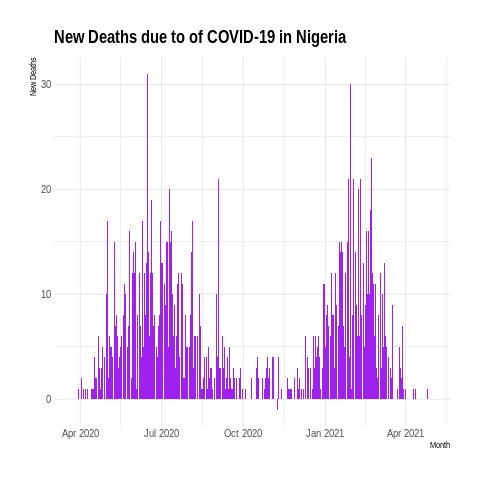 New Deaths due to of COVID-19 in Nigeria
New Deaths
30
20
10
0
Apr 2020 Jul 2020 Oct 2020 Jan 2021 Apr 2021
Month